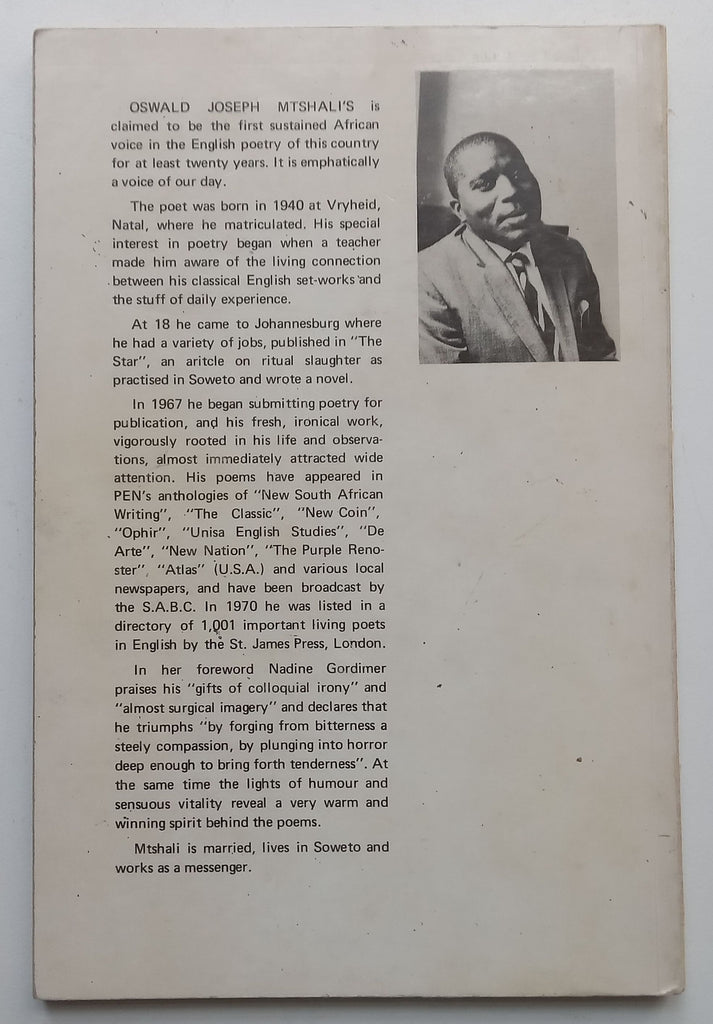 OSWALD JOSEPH MTSHALI'S is
claimed to be the first sustained African
voice in the English poetry of this country
for at least twenty years. It is emphatically
a voice of our day.
The poet was born in 1940 at Vryheid,
Natal, where he matriculated. His special
interest in poetry began when a teacher
made him aware of the living connection
between his classical English set-works and
the stuff of daily experience.
At 18 he came to Johannesburg where
he had a variety of jobs, published in "The
Star", an aritcle on ritual slaughter as
practised in Soweto and wrote a novel.
In 1967 he began submitting poetry for
publication, and his fresh, ironical work,
vigorously rooted in his life and observa-
tions, almost immediately attracted wide
attention. His poems have appeared in
PEN's anthologies of "New South African
Writing", "The Classic", "New Coin",
"Ophir", "Unisa English Studies", "De
Arte", "New Nation", "The Purple Reno-
ster", "Atlas" (U.S.A.) and various local
newspapers, and have been broadcast by
the S.A.B.C. In 1970 he was listed in a
directory of 1,001 important living poets
in English by the St. James Press, London.
In her foreword Nadine Gordimer
praises his "gifts of colloquial irony" and
"almost surgical imagery" and declares that
he triumphs "by forging from bitterness a
steely compassion, by plunging into horror
deep enough to bring forth tenderness". At
the same time the lights of humour and
sensuous vitality reveal a very warm and
winning spirit behind the poems.
Mtshali is married, lives in Soweto and
works as a messenger.